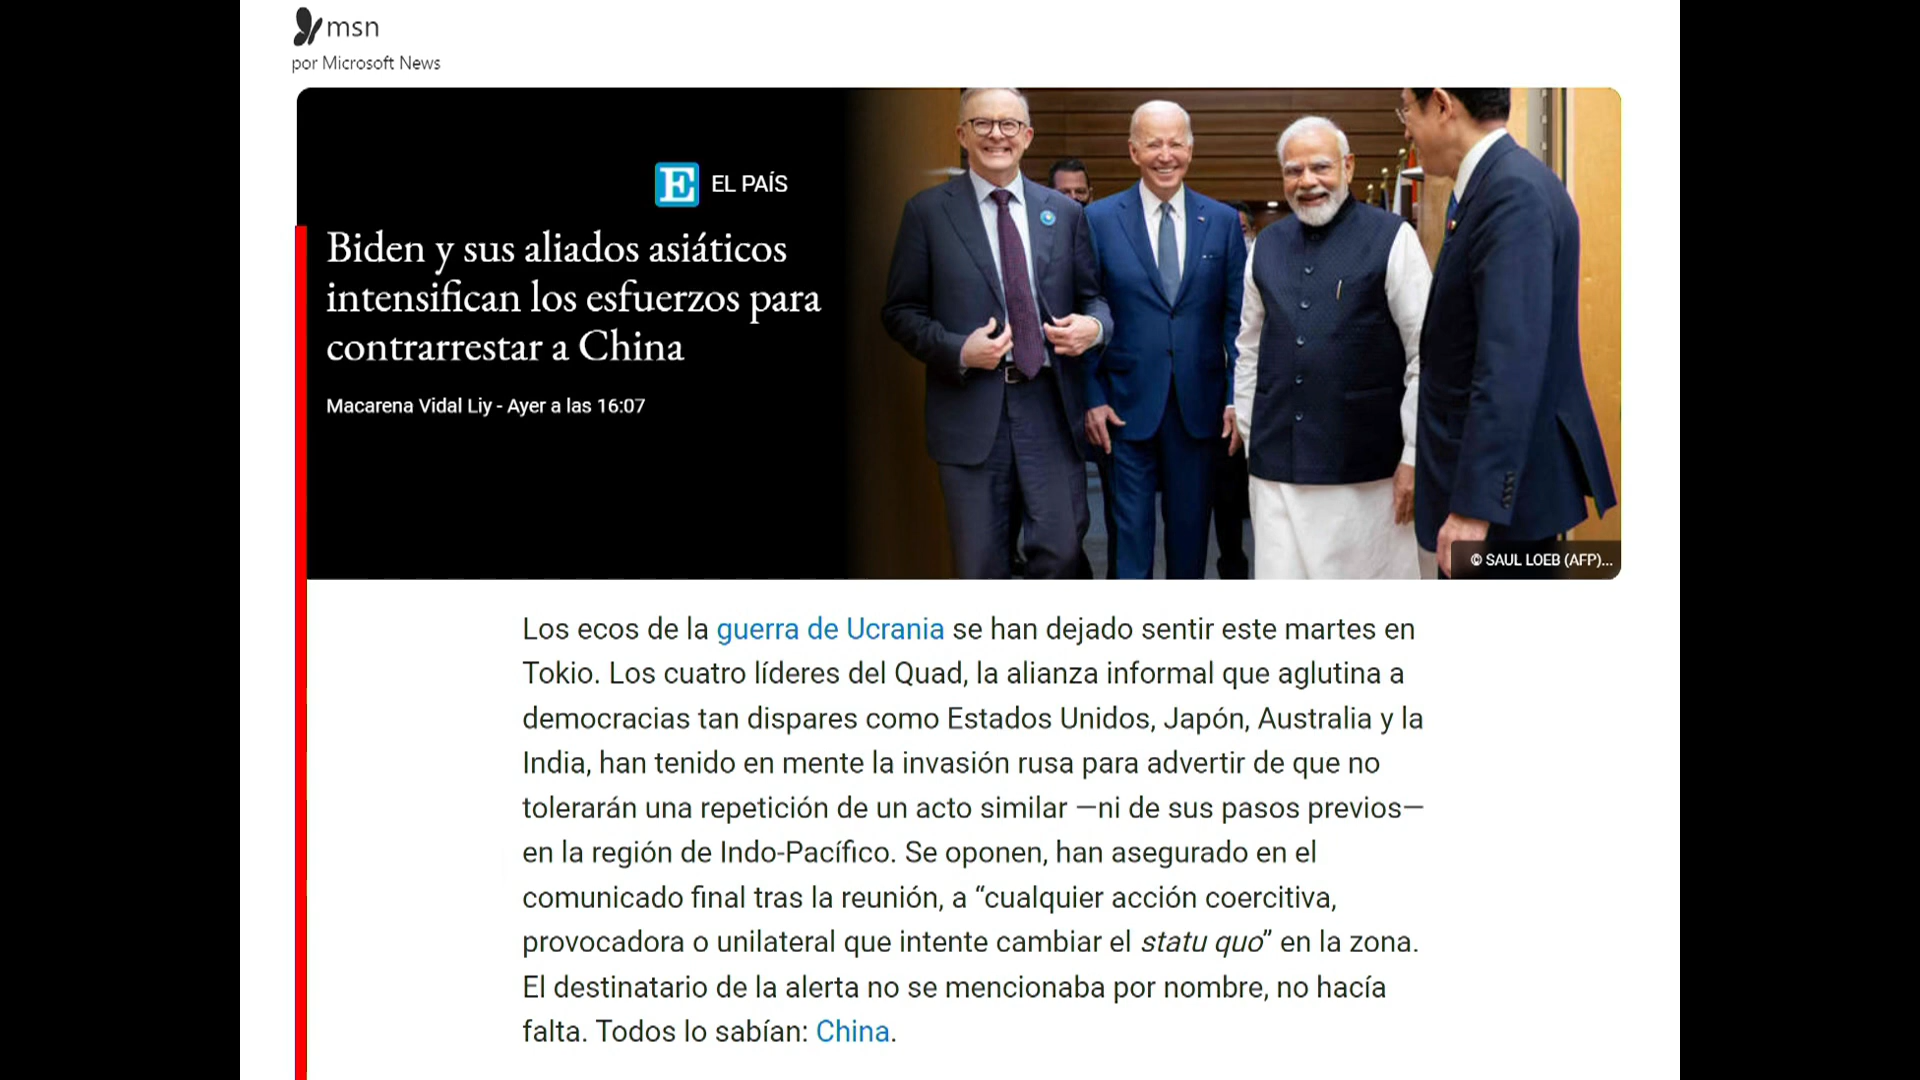 msn
por Microsoft News
EL PAÍS
Biden y sus aliados asiáticos
intensifican los esfuerzos para
contrarrestar a China
Macarena Vidal Liy - Ayer a las 16:07
© SAUL LOEB (AFP)...
Los ecos de la guerra de Ucrania se han dejado sentir este martes en
Tokio. Los cuatro líderes del Quad, la alianza informal que aglutina a
democracias tan dispares como Estados Unidos, Japón, Australia y la
India, han tenido en mente la invasión rusa para advertir de que no
tolerarán una repetición de un acto similar —ni de sus pasos previos—
en la región de Indo-Pacífico. Se oponen, han asegurado en el
comunicado final tras la reunión, a “cualquier acción coercitiva,
provocadora o unilateral que intente cambiar el statu quo” en la zona.
El destinatario de la alerta no se mencionaba por nombre, no hacía
falta. Todos lo sabían: China.